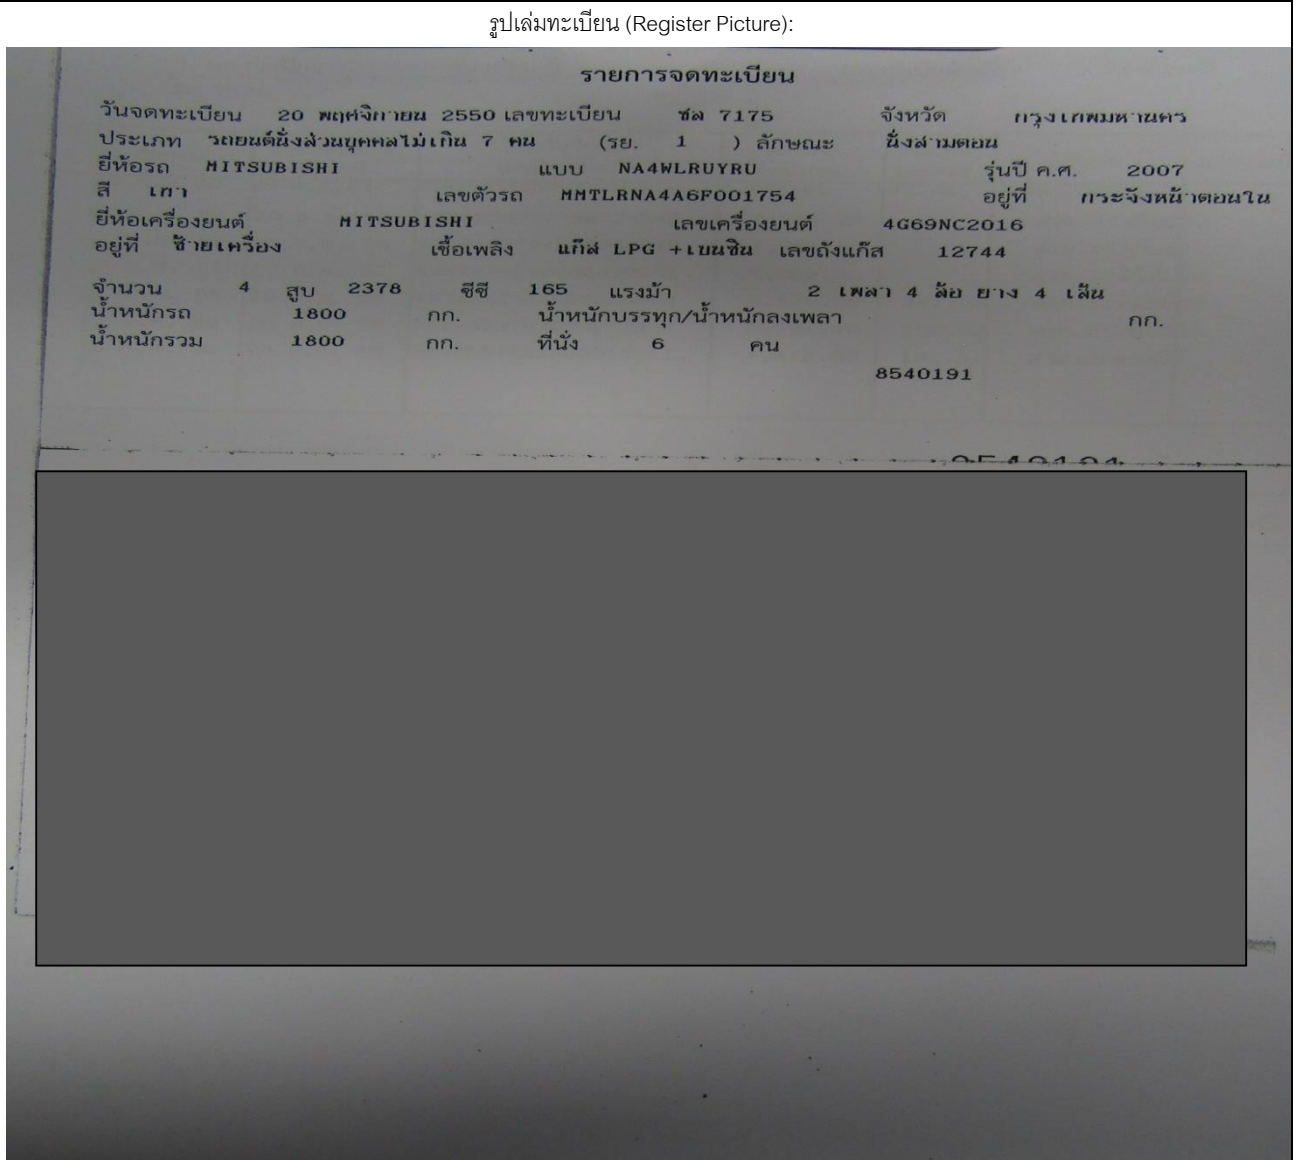 รูปเล่มทะเบียน (Register Picture):
รายการจดทะเบียน
วันจดทะเบียน 20 พฤศจิกายน 2550 เลขทะเบียน ชล 7175 จังหวัด กรุงเทพมหานคร
ประเภท รถยนต์นั่งส่วนบุคคลไม่เกิน 7 คน (รย. 1 ) ลักษณะ นั่งสามตอน
ยี่ห้อรถ MITSUBISHI แบบ NA4WLRUYRU รุ่นปี ค.ศ. 2007
สี เทา เลขตัวรถ MMTLRNA4A6F001754 อยู่ที่ กระจังหน้าตอนใน
ยี่ห้อเครื่องยนต์ MITSUBISHI เลขเครื่องยนต์ 4G69NC2016
อยู่ที่ ซ้ายเครื่อง เชื้อเพลิง แก๊ส LPG +เบนซิน เลขถังแก๊ส 12744
จำนวน 4 สูบ 2378 ซีซี 165 แรงม้า 2 เพลา 4 ล้อ ยาง 4 เส้น
น้ำหนักรถ 1800 กก. น้ำหนักบรรทุก/น้ำหนักลงเพลา กก.
น้ำหนักรวม 1800 กก. ที่นั่ง 6 คน
8540191